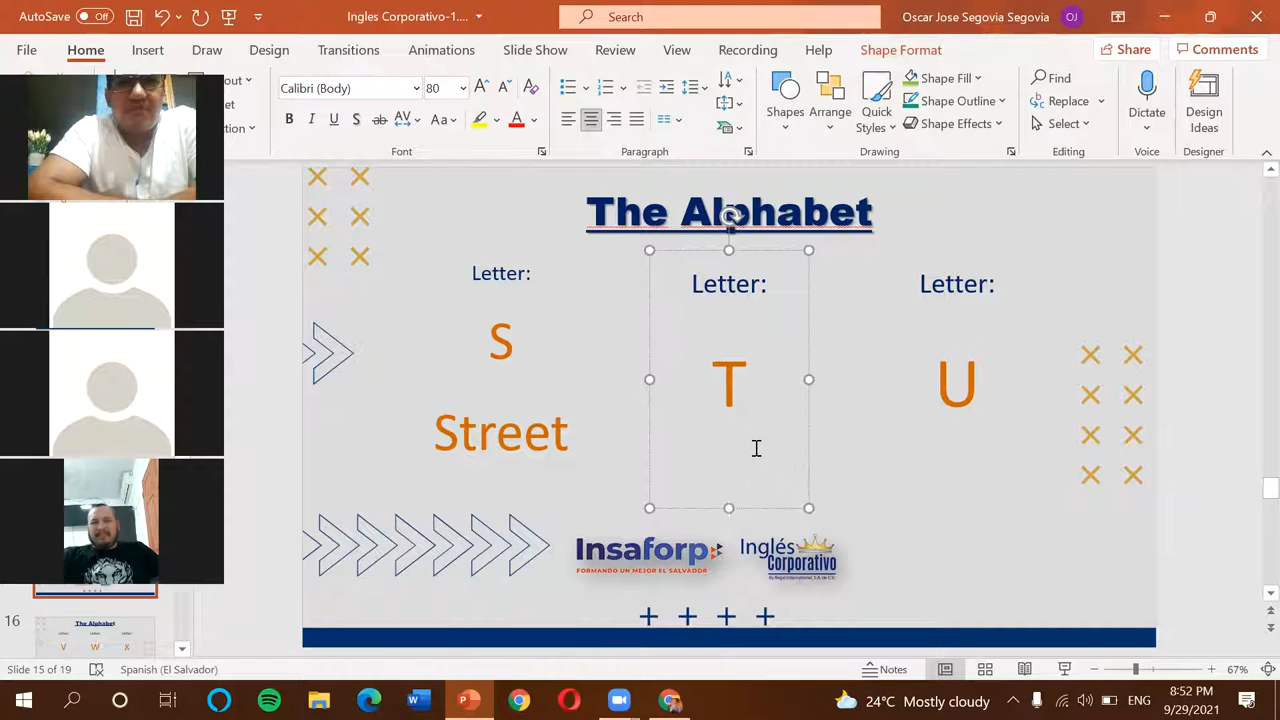 AutoSave Off Ingles Corporativo-1.... Search Oscar Jose Segovia Segovia OJ
File Home Insert Draw Design Transitions Animations Slide Show Review View Recording Help Shape Format Share Comments
Calibri (Body) 80 Shapes Arrange Quick Styles Shape Fill Shape Outline Shape Effects Find Replace Select Dictate Design Ideas
Font Paragraph Drawing Editing Voice Designer
The Alphabet
Letter: Letter: Letter:
S T U
Street
Insaforp
FORMANDO UN MEJOR EL SALVADOR
Inglés
Corporativo
16
The Alphabet
V W X
Slide 15 of 19 Spanish (El Salvador) Notes 67%
24°C Mostly cloudy ENG 8:52 PM
9/29/2021